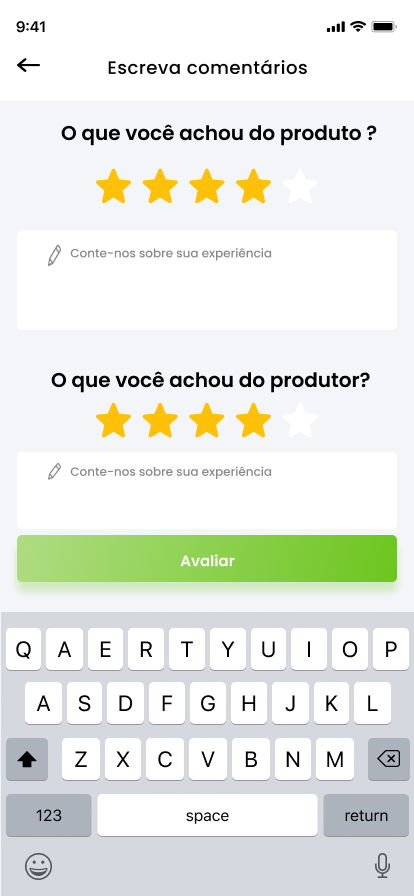 9:41
Escreva comentários
O que você achou do produto ?
Conte-nos sobre sua experiência
O que você achou do produtor?
Conte-nos sobre sua experiência
Avaliar
Q A E R T Y U I O P
A S D F G H J K L
Z X C V B N M
123 space return